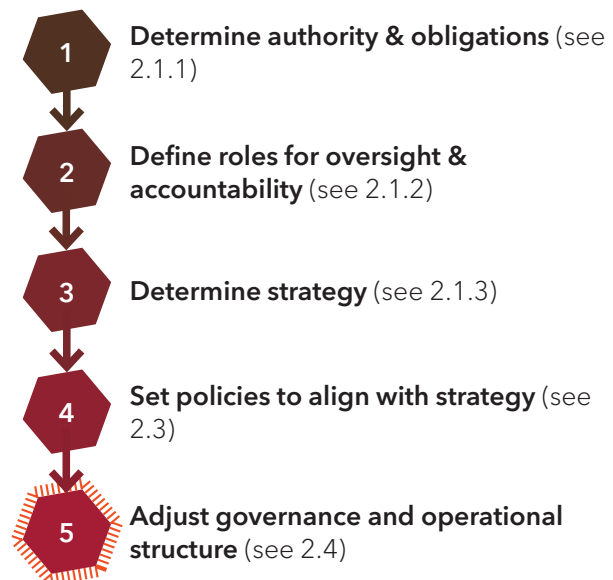 1
Determine authority & obligations (see
2.1.1)
2
Define roles for oversight &
accountability (see 2.1.2)
3
Determine strategy (see 2.1.3)
4
Set policies to align with strategy (see
2.3)
5
Adjust governance and operational
structure (see 2.4)